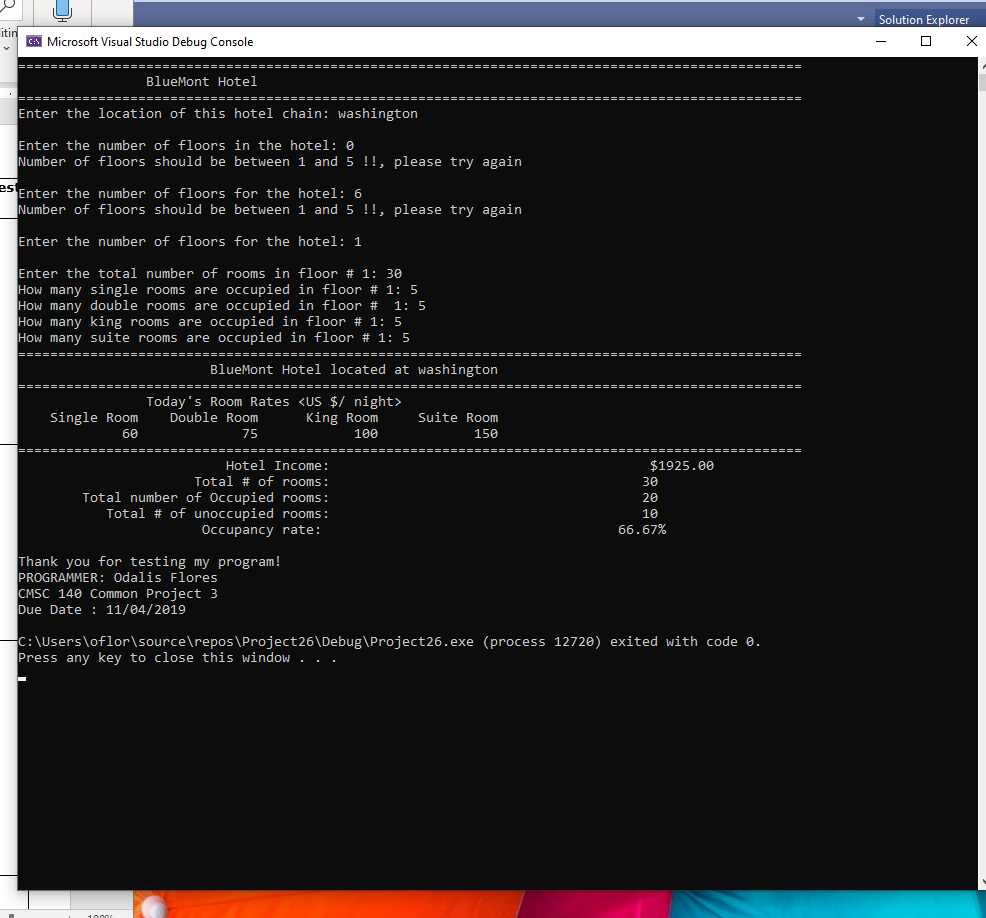 Solution Explorer
Microsoft Visual Studio Debug Console
==================================================================================================
BlueMont Hotel
==================================================================================================
Enter the location of this hotel chain: washington
Enter the number of floors in the hotel: 0
Number of floors should be between 1 and 5 !!, please try again
Enter the number of floors for the hotel: 6
Number of floors should be between 1 and 5 !!, please try again
Enter the number of floors for the hotel: 1
Enter the total number of rooms in floor # 1: 30
How many single rooms are occupied in floor # 1: 5
How many double rooms are occupied in floor #  1: 5
How many king rooms are occupied in floor # 1: 5
How many suite rooms are occupied in floor # 1: 5
==================================================================================================
BlueMont Hotel located at washington
==================================================================================================
Today's Room Rates <US $/ night>
Single Room    Double Room      King Room     Suite Room
60             75            100            150
==================================================================================================
Hotel Income:                                        $1925.00
Total # of rooms:                                       30
Total number of Occupied rooms:                                       20
Total # of unoccupied rooms:                                       10
Occupancy rate:                                     66.67%
Thank you for testing my program!
PROGRAMMER: Odalis Flores
CMSC 140 Common Project 3
Due Date : 11/04/2019
C:\Users\oflor\source\repos\Project26\Debug\Project26.exe (process 12720) exited with code 0.
Press any key to close this window . . .